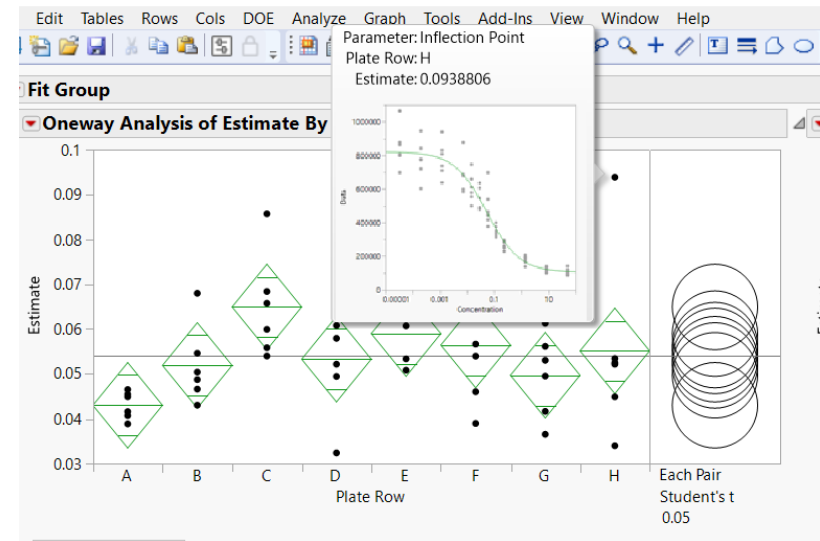 Edit Tables Rows Cols DOE Analyze Graph Tools Add-Ins View Window Help
Parameter: Inflection Point
Plate Row: H
Estimate: 0.0938806
Fit Group
Oneway Analysis of Estimate By
1000000
800000
600000
400000
200000
0
Data
0.00001 0.001 0.1 10
Concentration
0.1
0.09
0.08
0.07
0.06
0.05
0.04
0.03
Estimate
A B C D E F G H
Plate Row
Each Pair
Student's t
0.05